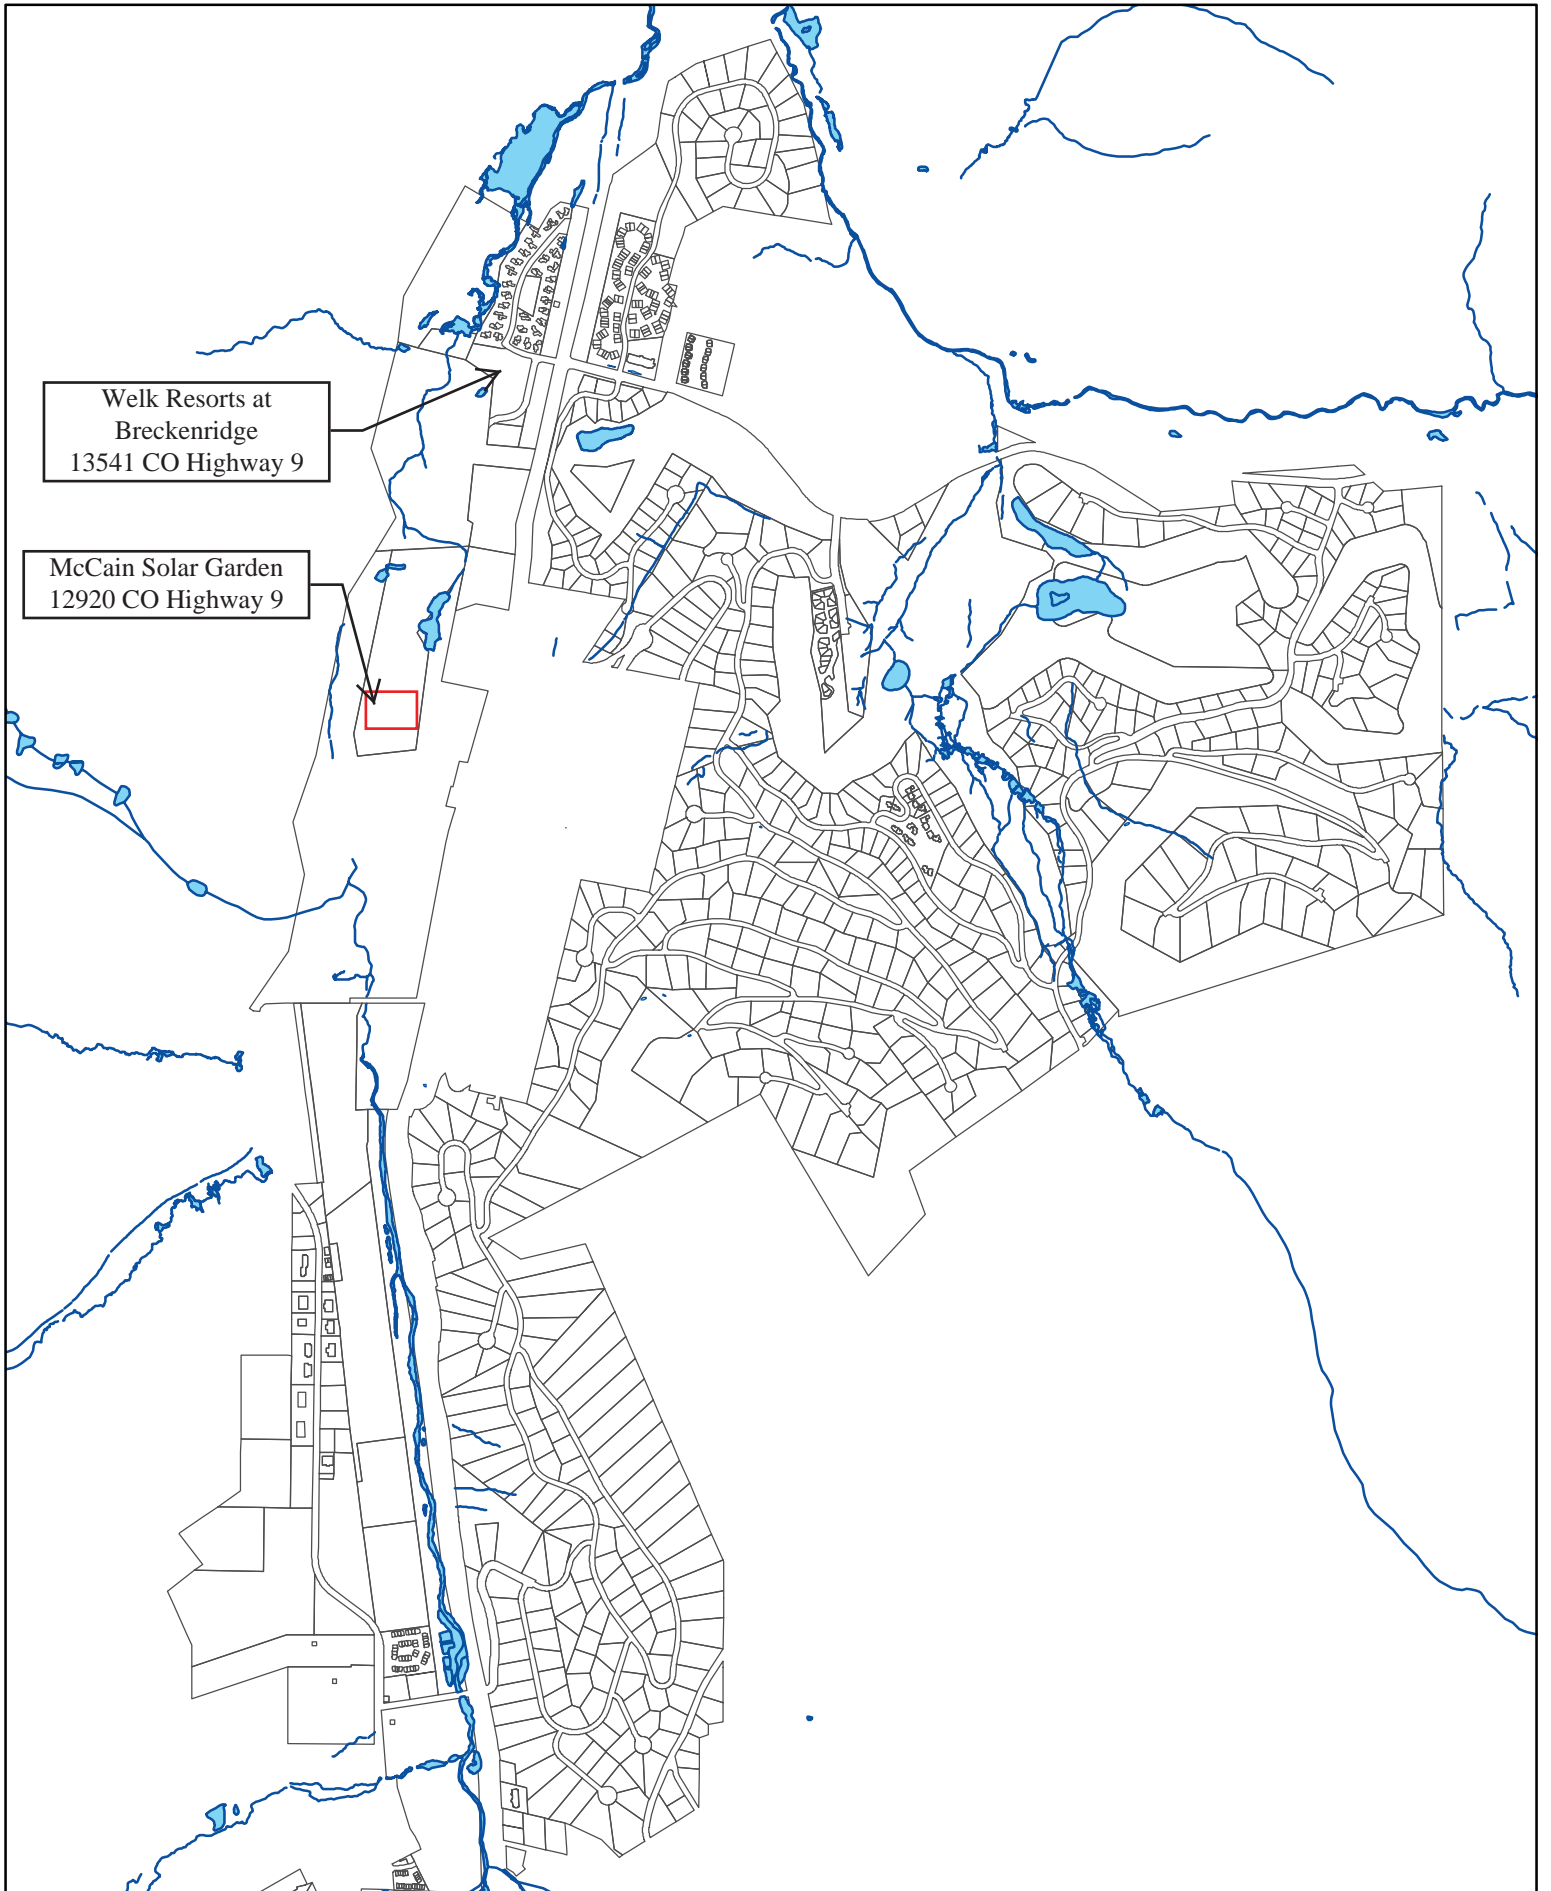 Welk Resorts at
Breckenridge
13541 CO Highway 9
McCain Solar Garden
12920 CO Highway 9